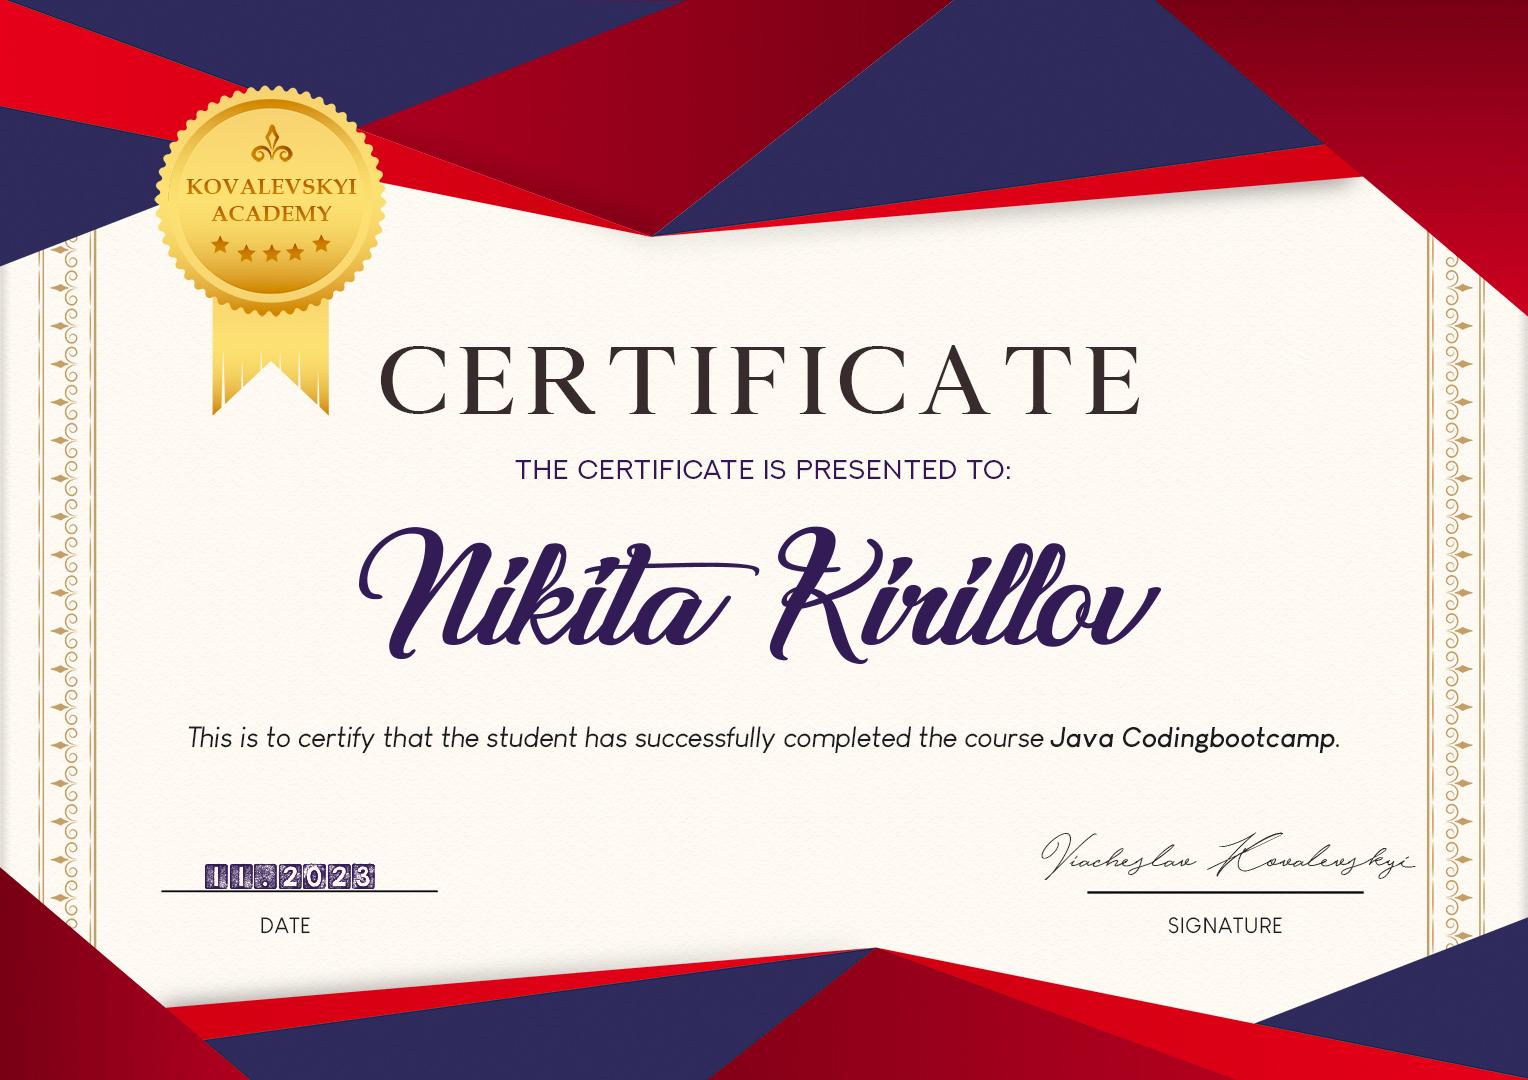 KOVALEVSKYI
ACADEMY
CERTIFICATE
THE CERTIFICATE IS PRESENTED TO:
Nikita Kirillov
This is to certify that the student has successfully completed the course Java Codingbootcamp.
11.2023
DATE
Viacheslav Kovalevskyi
SIGNATURE